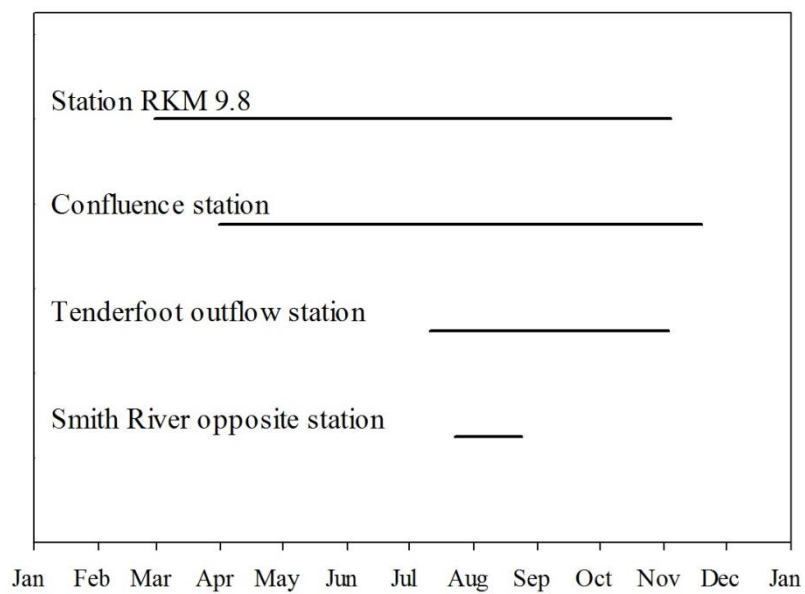 Station RKM 9.8
Confluence station
Tenderfoot outflow station
Smith River opposite station
Jan Feb Mar Apr May Jun Jul Aug Sep Oct Nov Dec Jan